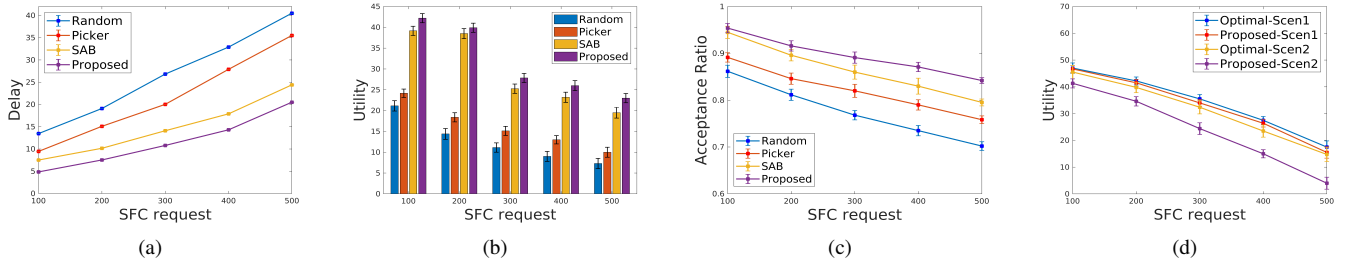 40
35
30
25
20
15
10
5
0
Delay
Random
Picker
SAB
Proposed
100 200 300 400 500
SFC request
(a)
45
40
35
30
25
20
15
10
5
0
Utility
Random
Picker
SAB
Proposed
100 200 300 400 500
SFC request
(b)
1
0.9
0.8
0.7
0.6
Acceptance Ratio
Random
Picker
SAB
Proposed
100 200 300 400 500
SFC request
(c)
70
60
50
40
30
20
10
0
Utility
Optimal-Scen1
Proposed-Scen1
Optimal-Scen2
Proposed-Scen2
100 200 300 400 500
SFC request
(d)